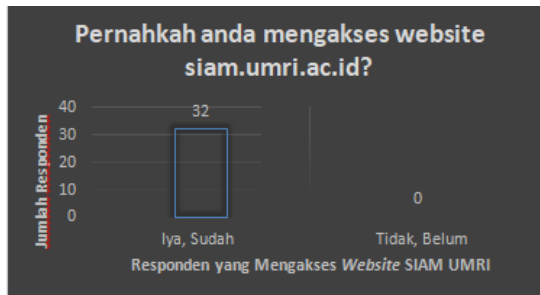 Pernahkah anda mengakses website
siam.umri.ac.id?
Jumlah Responden
40
30
20
10
0
32
0
Iya, Sudah
Tidak, Belum
Responden yang Mengakses Website SIAM UMRI